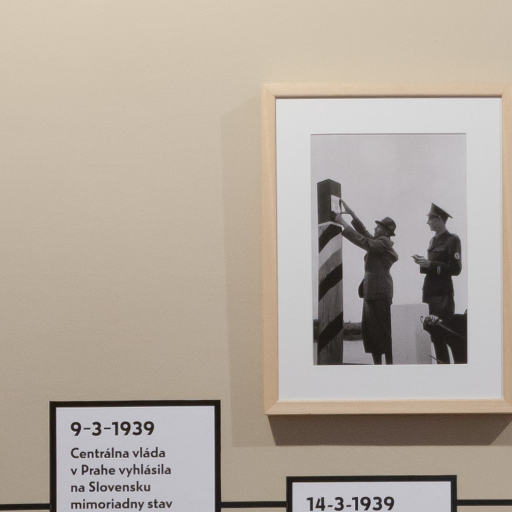 9-3-1939
Centrálna vláda
v Prahe vyhlásila
na Slovensku
mimoriadny stav
14-3-1939